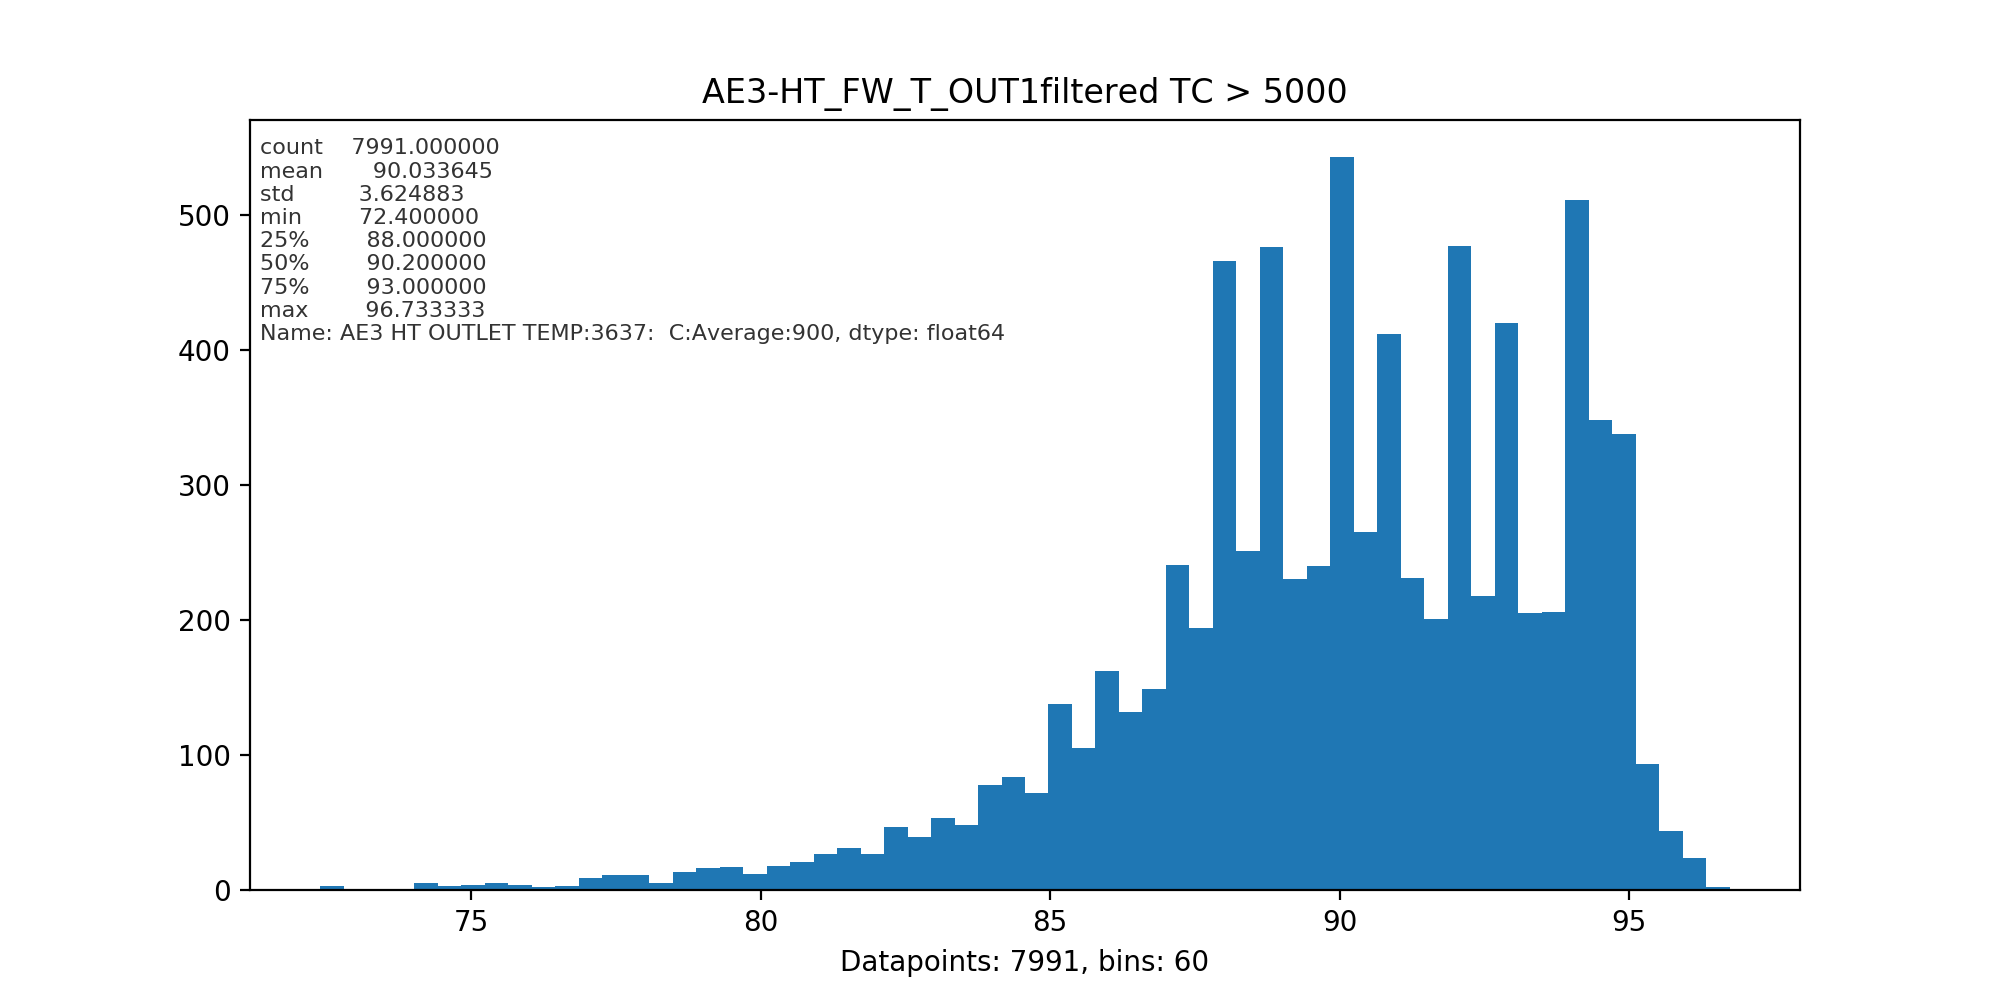 AE3-HT_FW_T_OUT1filtered TC > 5000
count 7991.000000
mean 90.033645
std 3.624883
min 72.400000
25% 88.000000
50% 90.200000
75% 93.000000
max 96.733333
Name: AE3 HT OUTLET TEMP:3637:  C:Average:900, dtype: float64
500
400
300
200
100
0
75 80 85 90 95
Datapoints: 7991, bins: 60